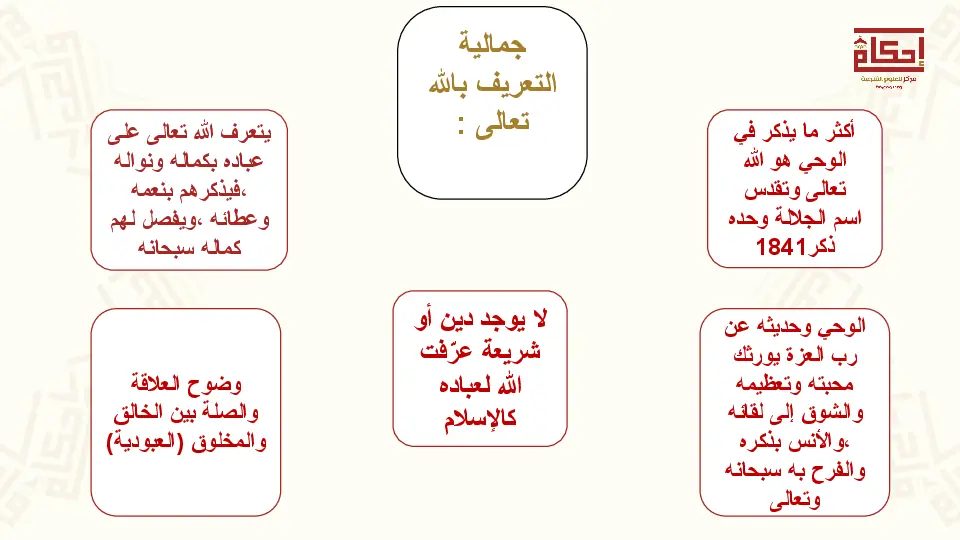 جمالية
التعريف بالله
تعالى :
إحكام
مركز للعلوم الشرعية
أكثر ما يذكر في
الوحي هو الله
تعالى وتقدس
اسم الجلالة وحده
ذكر1841
يتعرف الله تعالى على
عباده بكماله ونواله
،فيذكرهم بنعمه
وعطائه ،ويفصل لهم
كماله سبحانه
لا يوجد دين أو
شريعة عرّفت
الله لعباده
كالإسلام
الوحي وحديثه عن
رب العزة يورثك
محبته وتعظيمه
والشوق إلى لقائه
،والأنس بذكره
والفرح به سبحانه
وتعالى
وضوح العلاقة
والصلة بين الخالق
والمخلوق (العبودية)